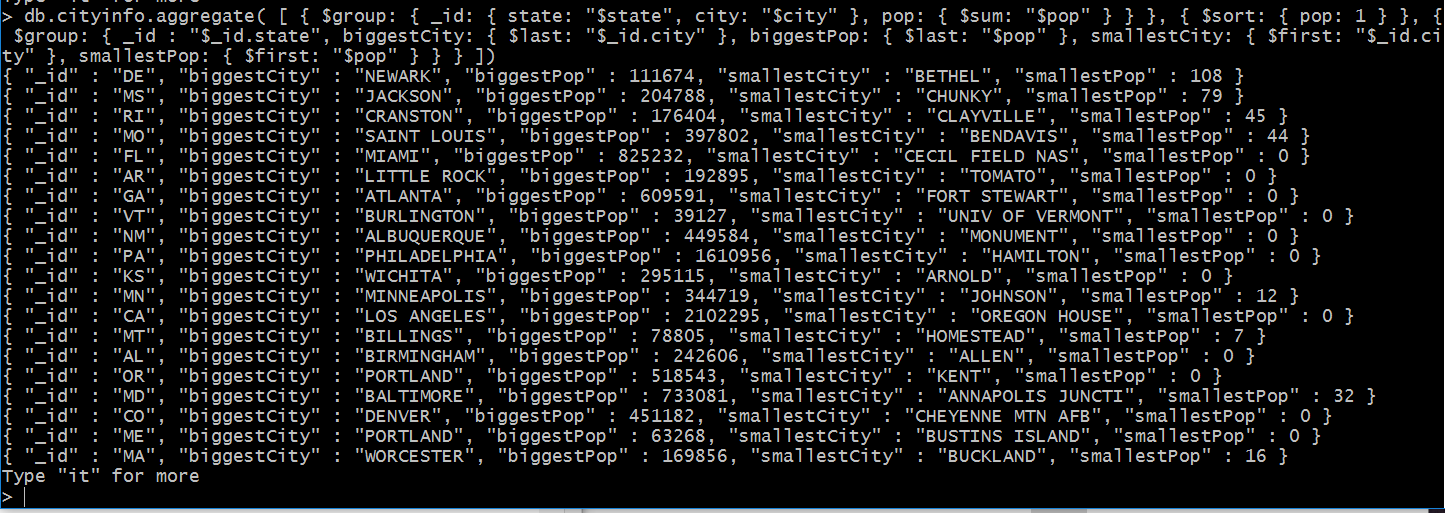 > db.cityinfo.aggregate( [ { $group: { _id: { state: "$state", city: "$city" }, pop: { $sum: "$pop" } } }, { $sort: { pop: 1 } }, {
$group: { _id : "$_id.state", biggestCity: { $last: "$_id.city" }, biggestPop: { $last: "$pop" }, smallestCity: { $first: "$_id.ci
ty" }, smallestPop: { $first: "$pop" } } } ])
{ "_id" : "DE", "biggestCity" : "NEWARK", "biggestPop" : 111674, "smallestCity" : "BETHEL", "smallestPop" : 108 }
{ "_id" : "MS", "biggestCity" : "JACKSON", "biggestPop" : 204788, "smallestCity" : "CHUNKY", "smallestPop" : 79 }
{ "_id" : "RI", "biggestCity" : "CRANSTON", "biggestPop" : 176404, "smallestCity" : "CLAYVILLE", "smallestPop" : 45 }
{ "_id" : "MO", "biggestCity" : "SAINT LOUIS", "biggestPop" : 397802, "smallestCity" : "BENDAVIS", "smallestPop" : 44 }
{ "_id" : "FL", "biggestCity" : "MIAMI", "biggestPop" : 825232, "smallestCity" : "CECIL FIELD NAS", "smallestPop" : 0 }
{ "_id" : "AR", "biggestCity" : "LITTLE ROCK", "biggestPop" : 192895, "smallestCity" : "TOMATO", "smallestPop" : 0 }
{ "_id" : "GA", "biggestCity" : "ATLANTA", "biggestPop" : 609591, "smallestCity" : "FORT STEWART", "smallestPop" : 0 }
{ "_id" : "VT", "biggestCity" : "BURLINGTON", "biggestPop" : 39127, "smallestCity" : "UNIV OF VERMONT", "smallestPop" : 0 }
{ "_id" : "NM", "biggestCity" : "ALBUQUERQUE", "biggestPop" : 449584, "smallestCity" : "MONUMENT", "smallestPop" : 0 }
{ "_id" : "PA", "biggestCity" : "PHILADELPHIA", "biggestPop" : 1610956, "smallestCity" : "HAMILTON", "smallestPop" : 0 }
{ "_id" : "KS", "biggestCity" : "WICHITA", "biggestPop" : 295115, "smallestCity" : "ARNOLD", "smallestPop" : 0 }
{ "_id" : "MN", "biggestCity" : "MINNEAPOLIS", "biggestPop" : 344719, "smallestCity" : "JOHNSON", "smallestPop" : 12 }
{ "_id" : "CA", "biggestCity" : "LOS ANGELES", "biggestPop" : 2102295, "smallestCity" : "OREGON HOUSE", "smallestPop" : 0 }
{ "_id" : "MT", "biggestCity" : "BILLINGS", "biggestPop" : 78805, "smallestCity" : "HOMESTEAD", "smallestPop" : 7 }
{ "_id" : "AL", "biggestCity" : "BIRMINGHAM", "biggestPop" : 242606, "smallestCity" : "ALLEN", "smallestPop" : 0 }
{ "_id" : "OR", "biggestCity" : "PORTLAND", "biggestPop" : 518543, "smallestCity" : "KENT", "smallestPop" : 0 }
{ "_id" : "MD", "biggestCity" : "BALTIMORE", "biggestPop" : 733081, "smallestCity" : "ANNAPOLIS JUNCTI", "smallestPop" : 32 }
{ "_id" : "CO", "biggestCity" : "DENVER", "biggestPop" : 451182, "smallestCity" : "CHEYENNE MTN AFB", "smallestPop" : 0 }
{ "_id" : "ME", "biggestCity" : "PORTLAND", "biggestPop" : 63268, "smallestCity" : "BUSTINS ISLAND", "smallestPop" : 0 }
{ "_id" : "MA", "biggestCity" : "WORCESTER", "biggestPop" : 169856, "smallestCity" : "BUCKLAND", "smallestPop" : 16 }
Type "it" for more
>